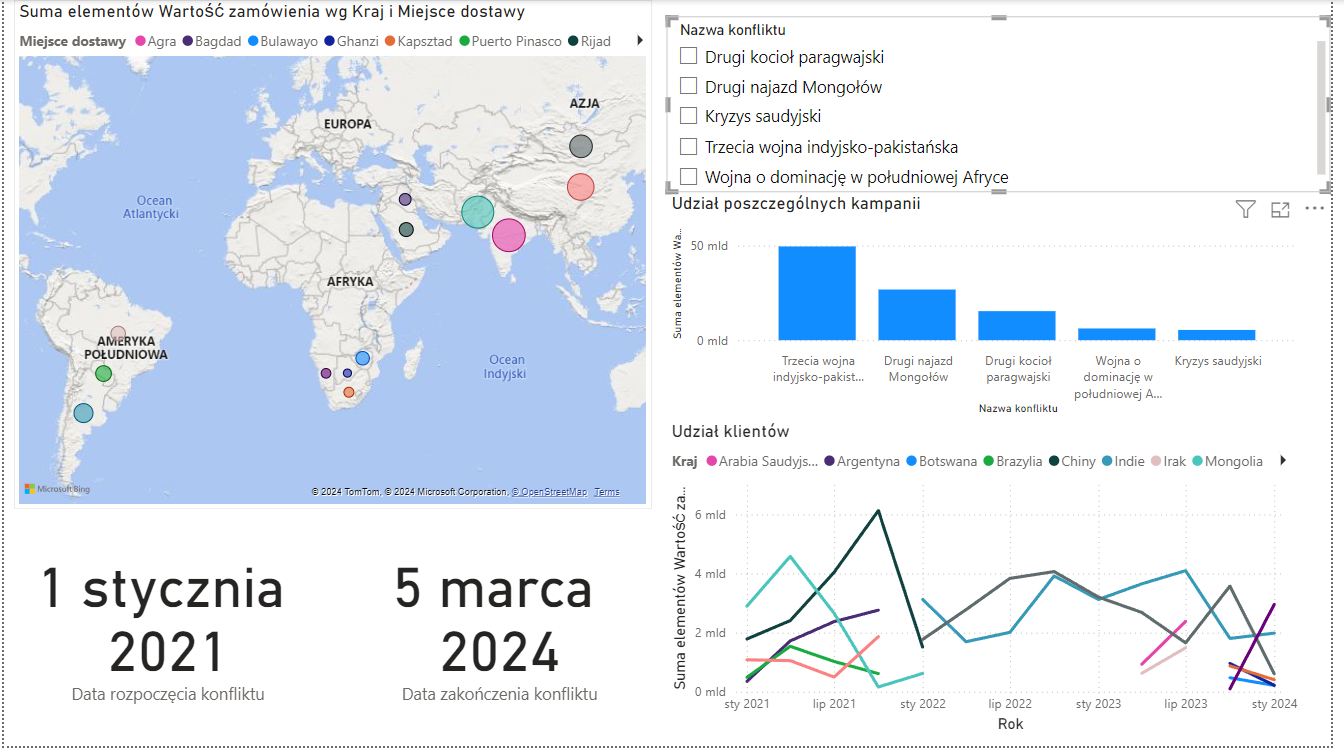 Suma elementów Wartość zamówienia wg Kraj i Miejsce dostawy
Miejsce dostawy Agra Bagdad Bulawayo Ghanzi Kapsztad Puerto Pinasco Rijad
AZJA
EUROPA
Ocean
Atlantycki
AFRYKA
AMERYKA
POŁUDNIOWA
Ocean
Indyjski
Microsoft Bing
© 2024 TomTom, © 2024 Microsoft Corporation, © OpenStreetMap Terms
1 stycznia
2021
Data rozpoczęcia konfliktu
5 marca
2024
Data zakończenia konfliktu
Nazwa konfliktu
Drugi kocioł paragwajski
Drugi najazd Mongołów
Kryzys saudyjski
Trzecia wojna indyjsko-pakistańska
Wojna o dominację w południowej Afryce
Udział poszczególnych kampanii
Suma elementów Wa...
50 mld
0 mld
Trzecia wojna
indyjsko-pakist...
Drugi najazd
Mongołów
Drugi kocioł
paragwajski
Wojna o
dominację w
południowej A...
Kryzys saudyjski
Nazwa konfliktu
Udział klientów
Kraj Arabia Saudyjs... Argentyna Botswana Brazylia Chiny Indie Irak Mongolia
Suma elementów Wartość za...
6 mld
4 mld
2 mld
0 mld
sty 2021 lip 2021 sty 2022 lip 2022 sty 2023 lip 2023 sty 2024
Rok